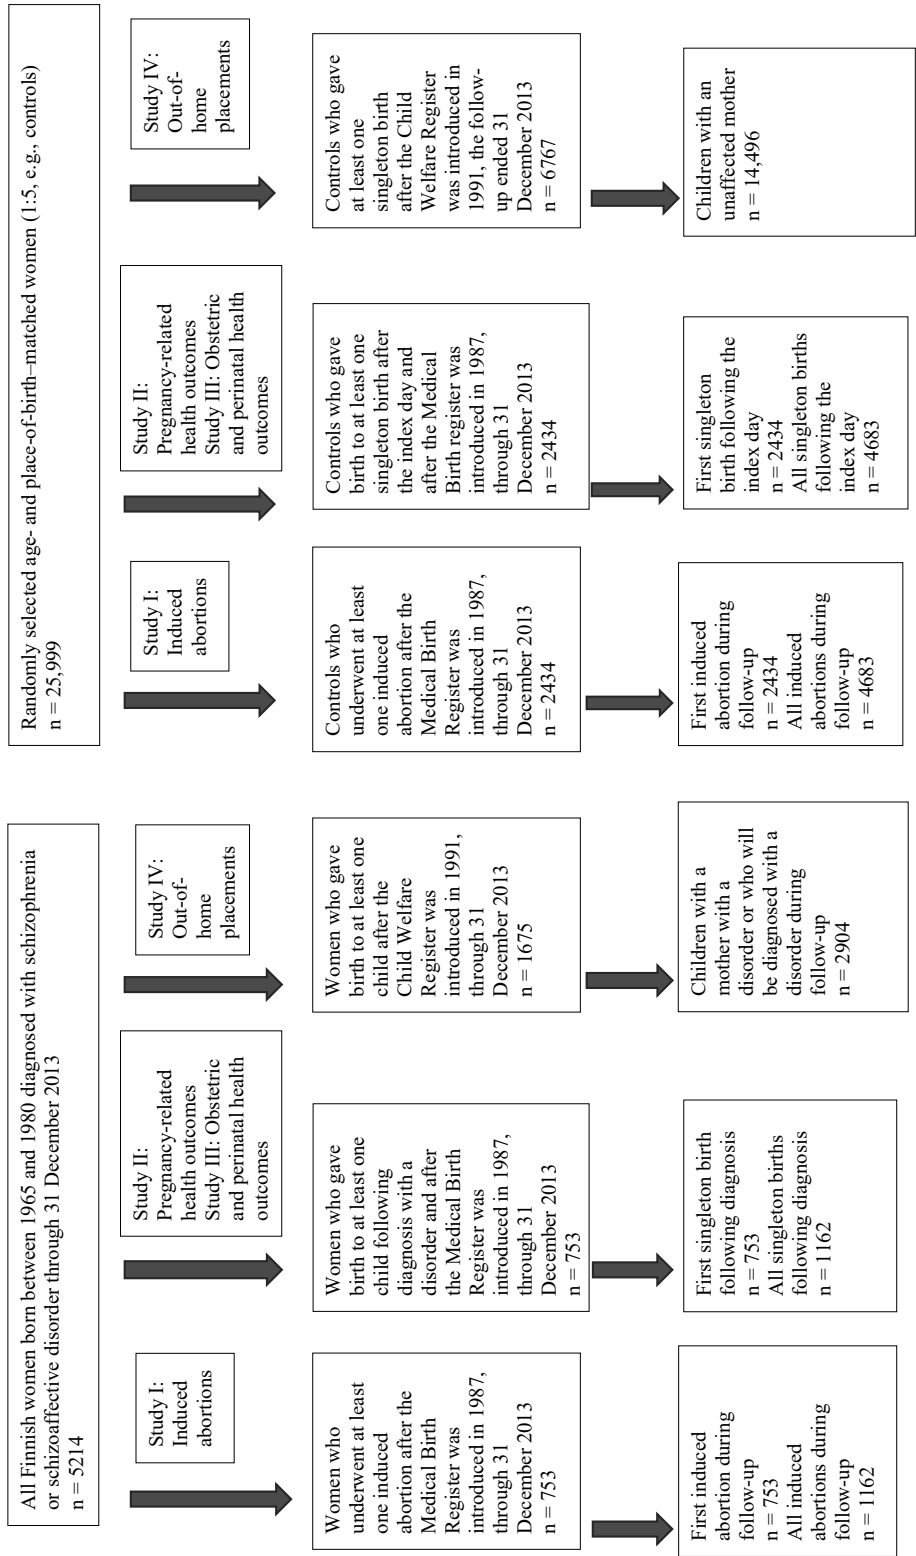 All Finnish women born between 1965 and 1980 diagnosed with schizophrenia
or schizoaffective disorder through 31 December 2013
n = 5214
Study I:
Induced
abortions
Women who
underwent at least
one induced
abortion after the
Medical Birth
Register was
introduced in 1987,
through 31
December 2013
n = 753
First induced
abortion during
follow-up
n = 753
All induced
abortions during
follow-up
n = 1162
Study II:
Pregnancy-related
health outcomes
Study III: Obstetric
and perinatal health
outcomes
Women who gave
birth to at least one
child following
diagnosis with a
disorder and after
the Medical Birth
Register was
introduced in 1987,
through 31
December 2013
n = 753
First singleton birth
following diagnosis
n = 753
All singleton births
following diagnosis
n = 1162
Study IV:
Out-of-
home
placements
Women who gave
birth to at least one
child after the
Child Welfare
Register was
introduced in 1991,
through 31
December 2013
n = 1675
Children with a
mother with a
disorder or who will
be diagnosed with a
disorder during
follow-up
n = 2904
Randomly selected age- and place-of-birth–matched women (1:5, e.g., controls)
n = 25,999
Study I:
Induced
abortions
Controls who
underwent at least
one induced
abortion after the
Medical Birth
Register was
introduced in 1987,
through 31
December 2013
n = 2434
First induced
abortion during
follow-up
n = 2434
All induced
abortions during
follow-up
n = 4683
Study II:
Pregnancy-related
health outcomes
Study III: Obstetric
and perinatal health
outcomes
Controls who gave
birth to at least one
singleton birth after
the index day and
after the Medical
Birth register was
introduced in 1987,
through 31
December 2013
n = 2434
First singleton
birth following the
index day
n = 2434
All singleton births
following the
index day
n = 4683
Study IV:
Out-of-
home
placements
Controls who gave
at least one
singleton birth
after the Child
Welfare Register
was introduced in
1991, the follow-
up ended 31
December 2013
n = 6767
Children with an
unaffected mother
n = 14,496